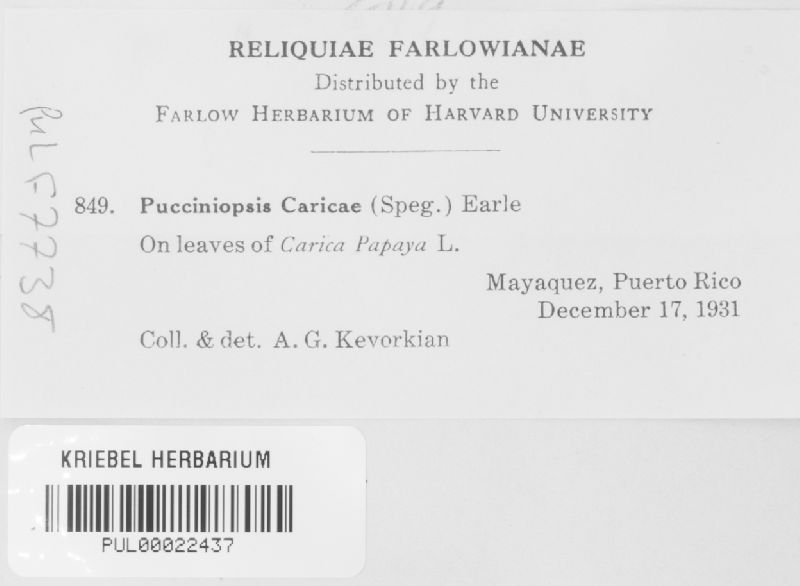 RELIQUIAE FARLOWIANAE
Distributed by the
FARLOW HERBARIUM OF HARVARD UNIVERSITY
849. Pucciniopsis Caricae (Speg.) Earle
On leaves of Carica Papaya L.
Mayaquez, Puerto Rico
December 17, 1931
Coll. & det. A. G. Kevorkian
PUL F7738
KRIEBEL HERBARIUM
PUL00022437